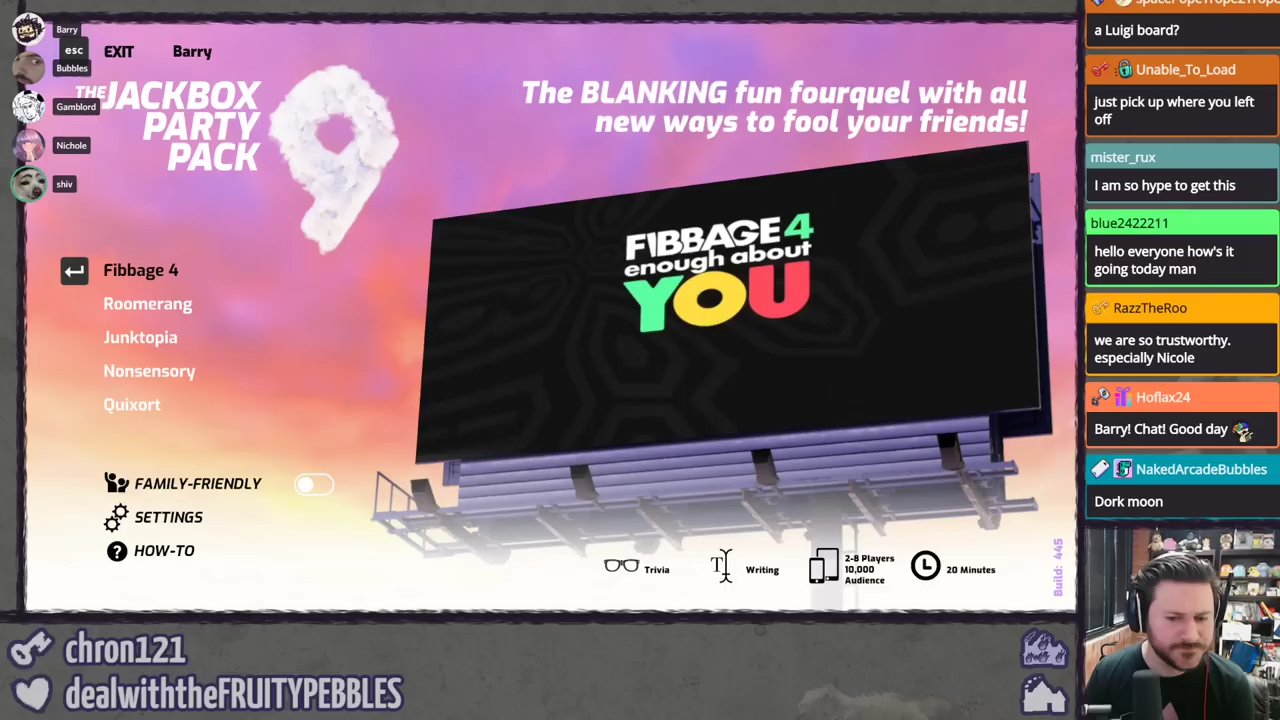 Barry
esc
EXIT
Barry
Bubbles
Gamblord
Nichole
shiv
THE JACKBOX
PARTY
PACK
9
The BLANKING fun fourquel with all
new ways to fool your friends!
FIBBAGE 4
enough about
YOU
Fibbage 4
Roomerang
Junktopia
Nonsensory
Quixort
FAMILY-FRIENDLY
SETTINGS
? HOW-TO
Trivia
Writing
2-8 Players
10,000
Audience
20 Minutes
Build: 445
a Luigi board?
Unable_To_Load
just pick up where you left
off
mister_rux
I am so hype to get this
blue2422211
hello everyone how's it
going today man
RazzTheRoo
we are so trustworthy.
especially Nicole
Hoflax24
Barry! Chat! Good day
NakedArcadeBubbles
Dork moon
chron121
dealwiththeFRUITYPEBBLES